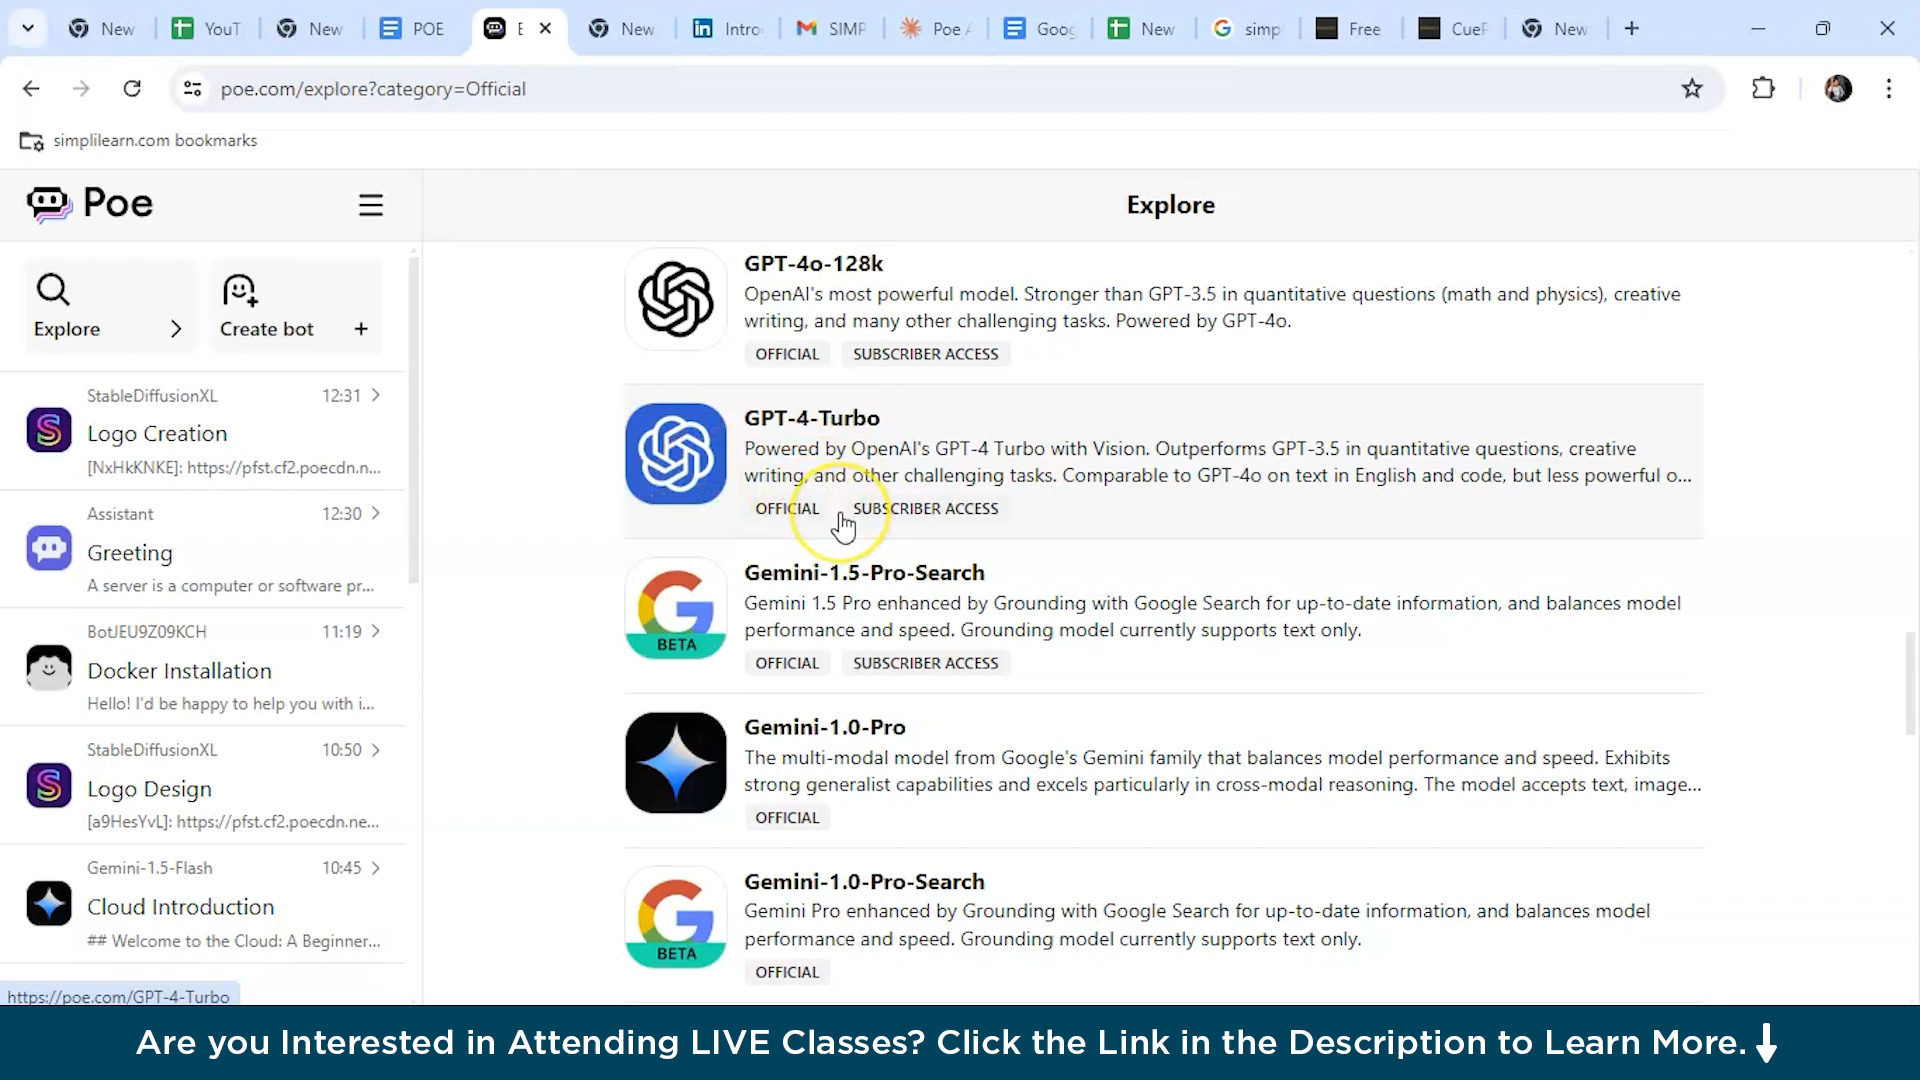 New
YouT
New
POE
E
New
Intro
SIMP
Poe
Goog
New
simp
Free
CueP
New
poe.com/explore?category=Official
simplilearn.com bookmarks
Poe
Explore
Explore
Create bot
StableDiffusionXL 12:31
Logo Creation
[NxHkKNKE]: https://pfst.cf2.poecdn.n...
Assistant 12:30
Greeting
A server is a computer or software pr...
BotJEU9Z09KCH 11:19
Docker Installation
Hello! I'd be happy to help you with i...
StableDiffusionXL 10:50
Logo Design
[a9HesYvL]: https://pfst.cf2.poecdn.ne...
Gemini-1.5-Flash 10:45
Cloud Introduction
## Welcome to the Cloud: A Beginner...
https://poe.com/GPT-4-Turbo
GPT-4o-128k
OpenAI's most powerful model. Stronger than GPT-3.5 in quantitative questions (math and physics), creative
writing, and many other challenging tasks. Powered by GPT-4o.
OFFICIAL SUBSCRIBER ACCESS
GPT-4-Turbo
Powered by OpenAI's GPT-4 Turbo with Vision. Outperforms GPT-3.5 in quantitative questions, creative
writing, and other challenging tasks. Comparable to GPT-4o on text in English and code, but less powerful o...
OFFICIAL SUBSCRIBER ACCESS
Gemini-1.5-Pro-Search
Gemini 1.5 Pro enhanced by Grounding with Google Search for up-to-date information, and balances model
performance and speed. Grounding model currently supports text only.
BETA
OFFICIAL SUBSCRIBER ACCESS
Gemini-1.0-Pro
The multi-modal model from Google's Gemini family that balances model performance and speed. Exhibits
strong generalist capabilities and excels particularly in cross-modal reasoning. The model accepts text, image...
OFFICIAL
Gemini-1.0-Pro-Search
Gemini Pro enhanced by Grounding with Google Search for up-to-date information, and balances model
performance and speed. Grounding model currently supports text only.
BETA
OFFICIAL
Are you Interested in Attending LIVE Classes? Click the Link in the Description to Learn More.